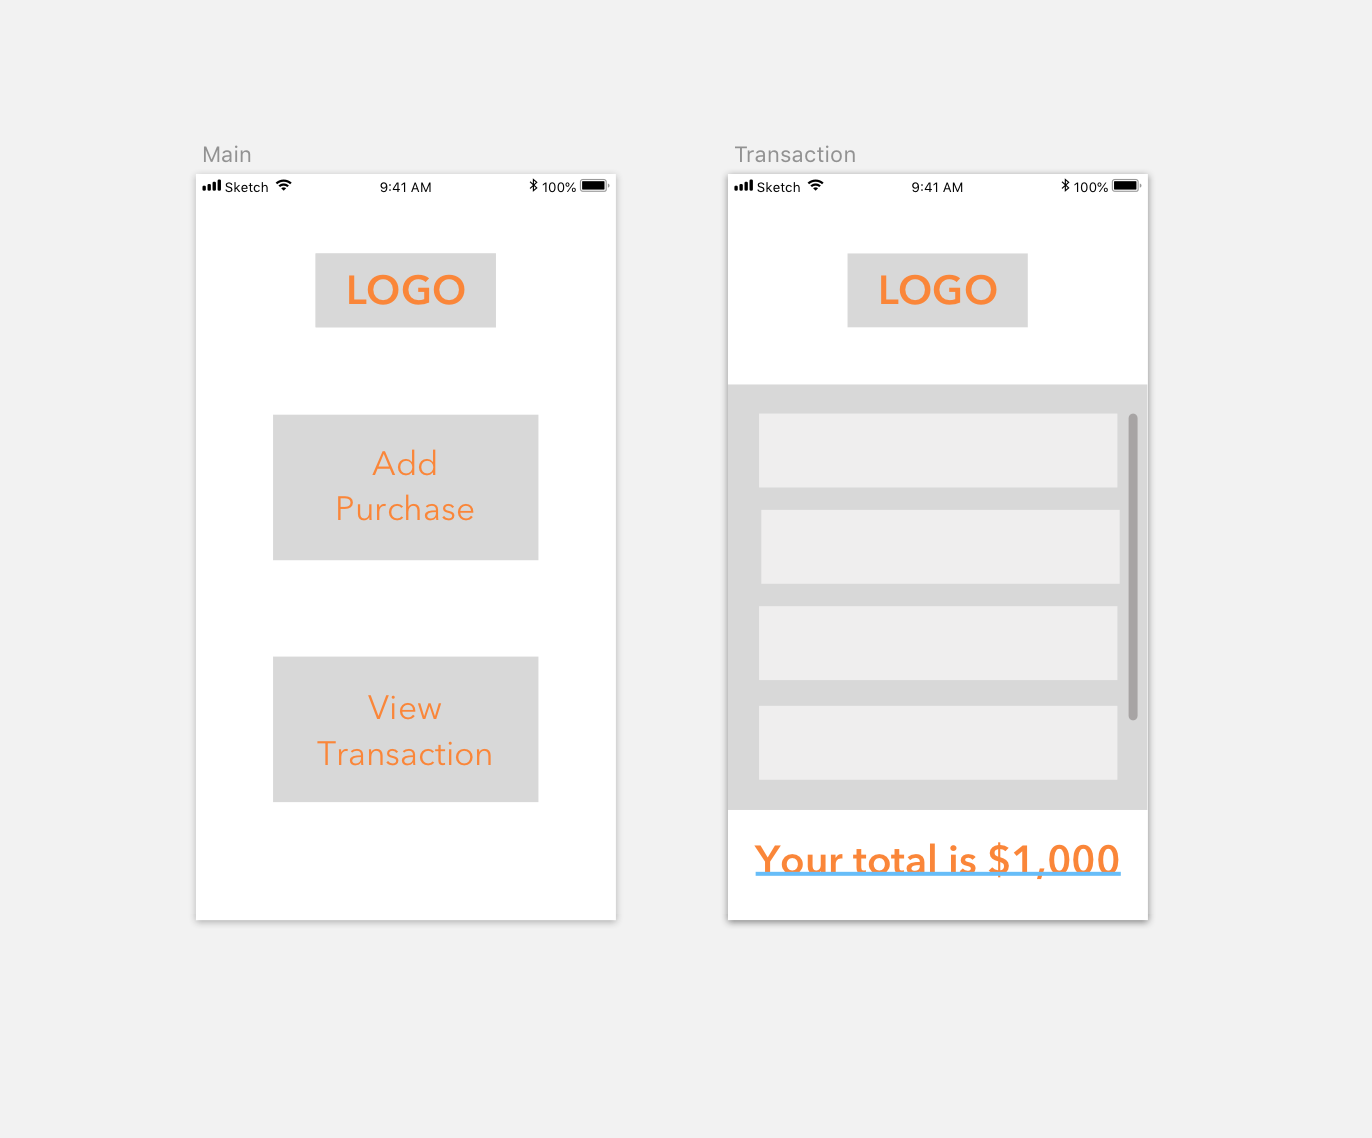 Main
Sketch 9:41 AM 100%
LOGO
Add
Purchase
View
Transaction
Transaction
Sketch 9:41 AM 100%
LOGO
Your total is $1,000